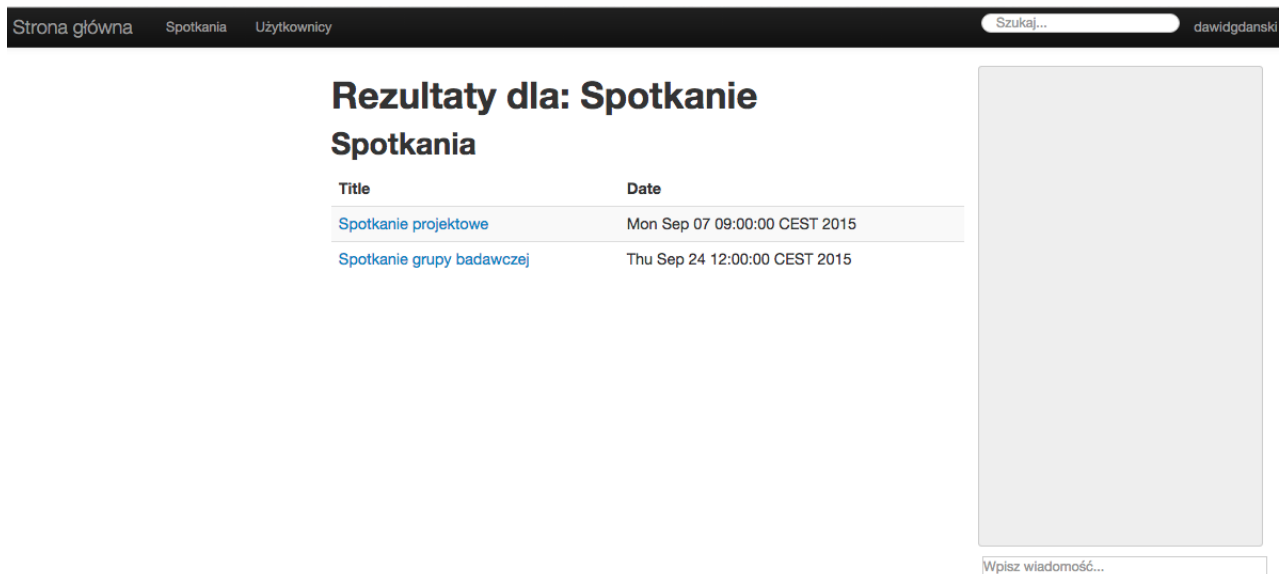 Strona główna Spotkania Użytkownicy Szukaj... dawidgdanski
Rezultaty dla: Spotkanie
Spotkania
Title Date
Spotkanie projektowe Mon Sep 07 09:00:00 CEST 2015
Spotkanie grupy badawczej Thu Sep 24 12:00:00 CEST 2015
Wpisz wiadomość...